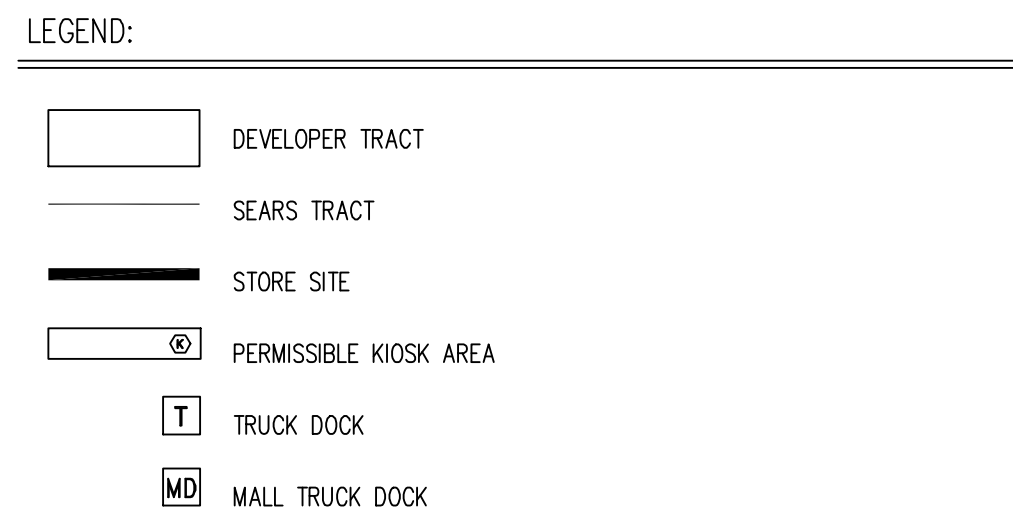 LEGEND:
DEVELOPER TRACT
SEARS TRACT
STORE SITE
K PERMISSIBLE KIOSK AREA
T TRUCK DOCK
MD MALL TRUCK DOCK